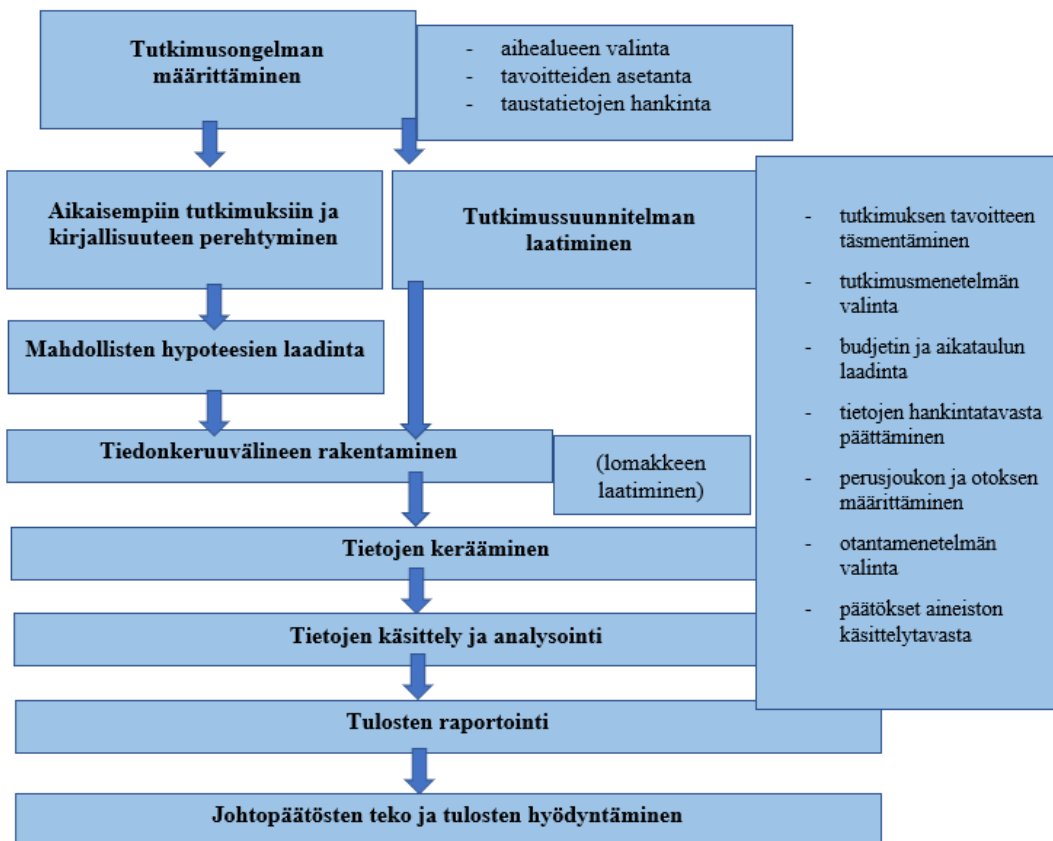 Tutkimusongelman
määrittäminen
- aihealueen valinta
- tavoitteiden asetanta
- taustatietojen hankinta
Aikaisempiin tutkimuksiin ja
kirjallisuuteen perehtyminen
Tutkimussuunnitelman
laatiminen
- tutkimuksen tavoitteen
täsmentäminen
- tutkimusmenetelmän
valinta
- budjetin ja aikataulun
laadinta
- tietojen hankintatavasta
päättäminen
- perusjoukon ja otoksen
määrittäminen
- otantamenetelmän
valinta
- päätökset aineiston
käsittelytavasta
Mahdollisten hypoteesien laadinta
Tiedonkeruuvälineen rakentaminen
(lomakkeen
laatiminen)
Tietojen kerääminen
Tietojen käsittely ja analysointi
Tulosten raportointi
Johtopäätösten teko ja tulosten hyödyntäminen